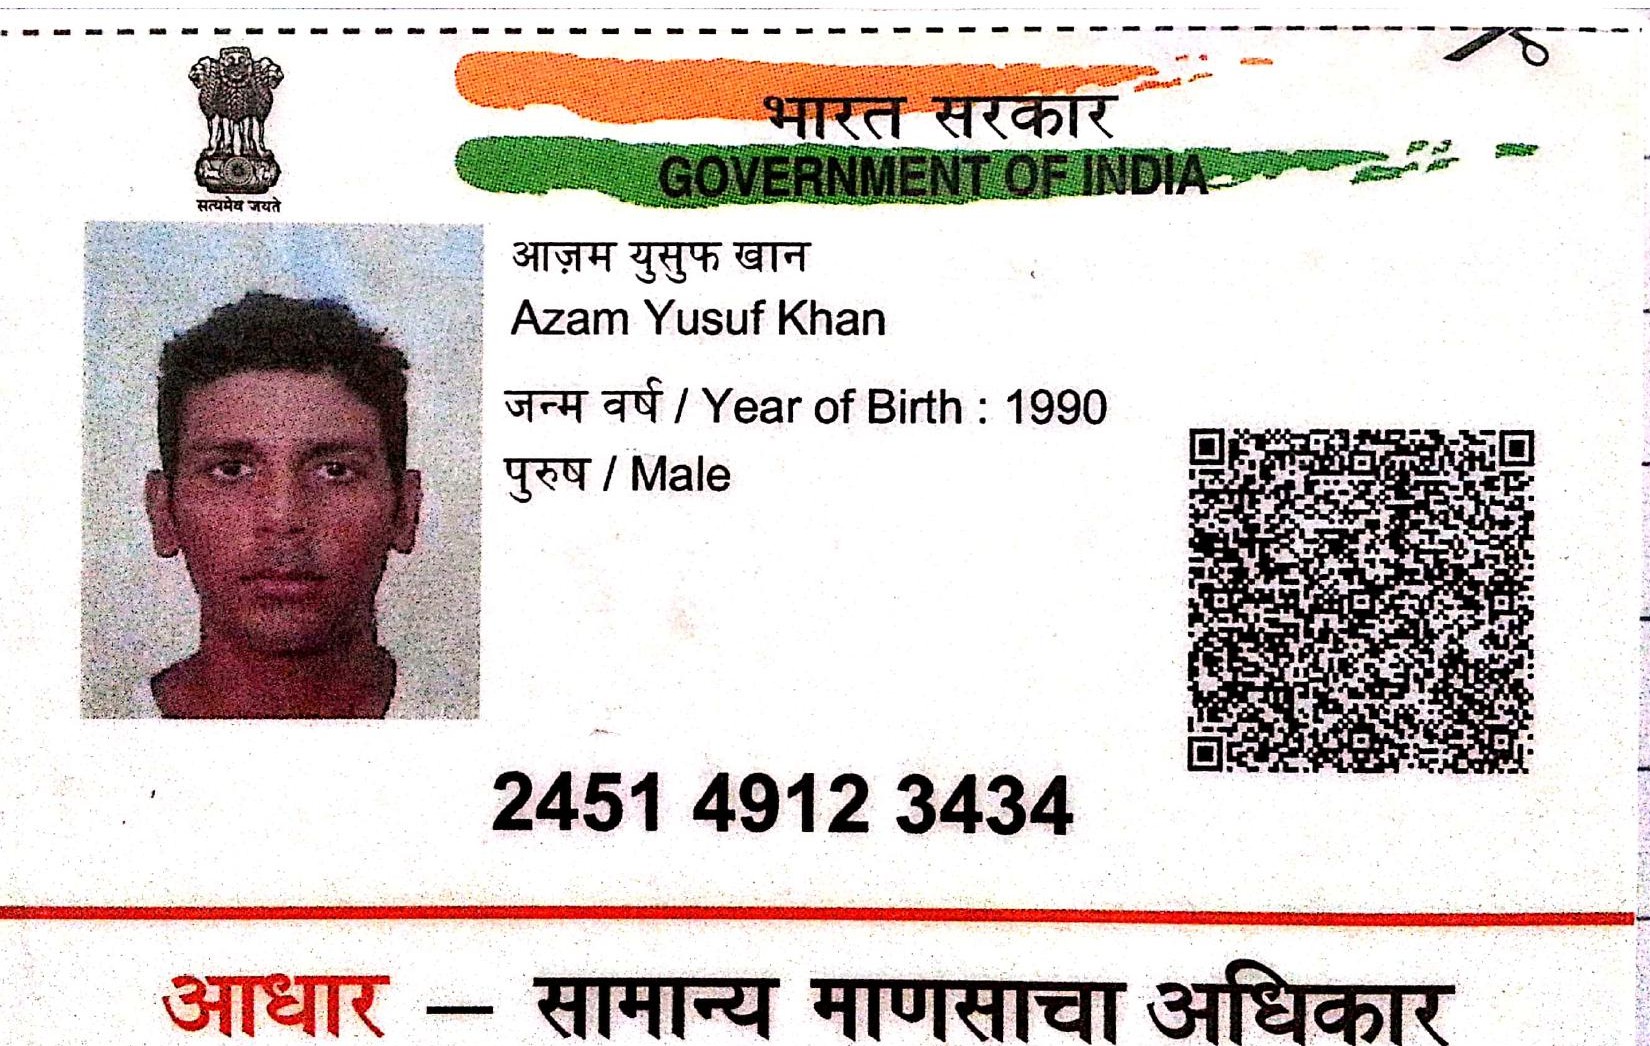 भारत सरकार
GOVERNMENT OF INDIA
सत्यमेव जयते
आज़म युसुफ खान
Azam Yusuf Khan
जन्म वर्ष / Year of Birth : 1990
पुरुष / Male
2451 4912 3434
आधार – सामान्य माणसाचा अधिकार